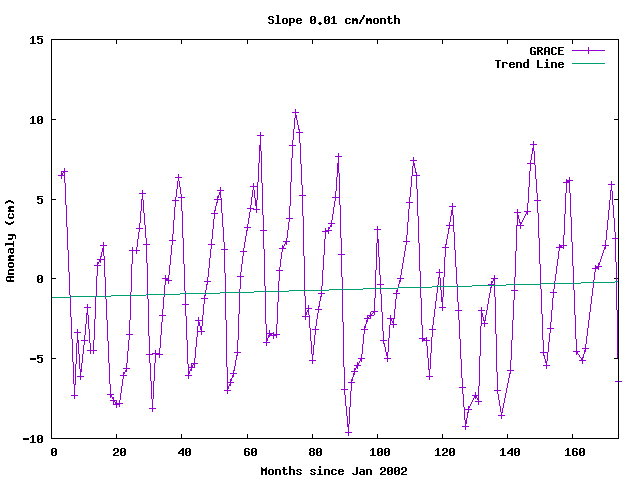 Slope 0.01 cm/month
15
10
5
0
-5
-10
Anomaly (cm)
GRACE
Trend Line
0 20 40 60 80 100 120 140 160
Months since Jan 2002